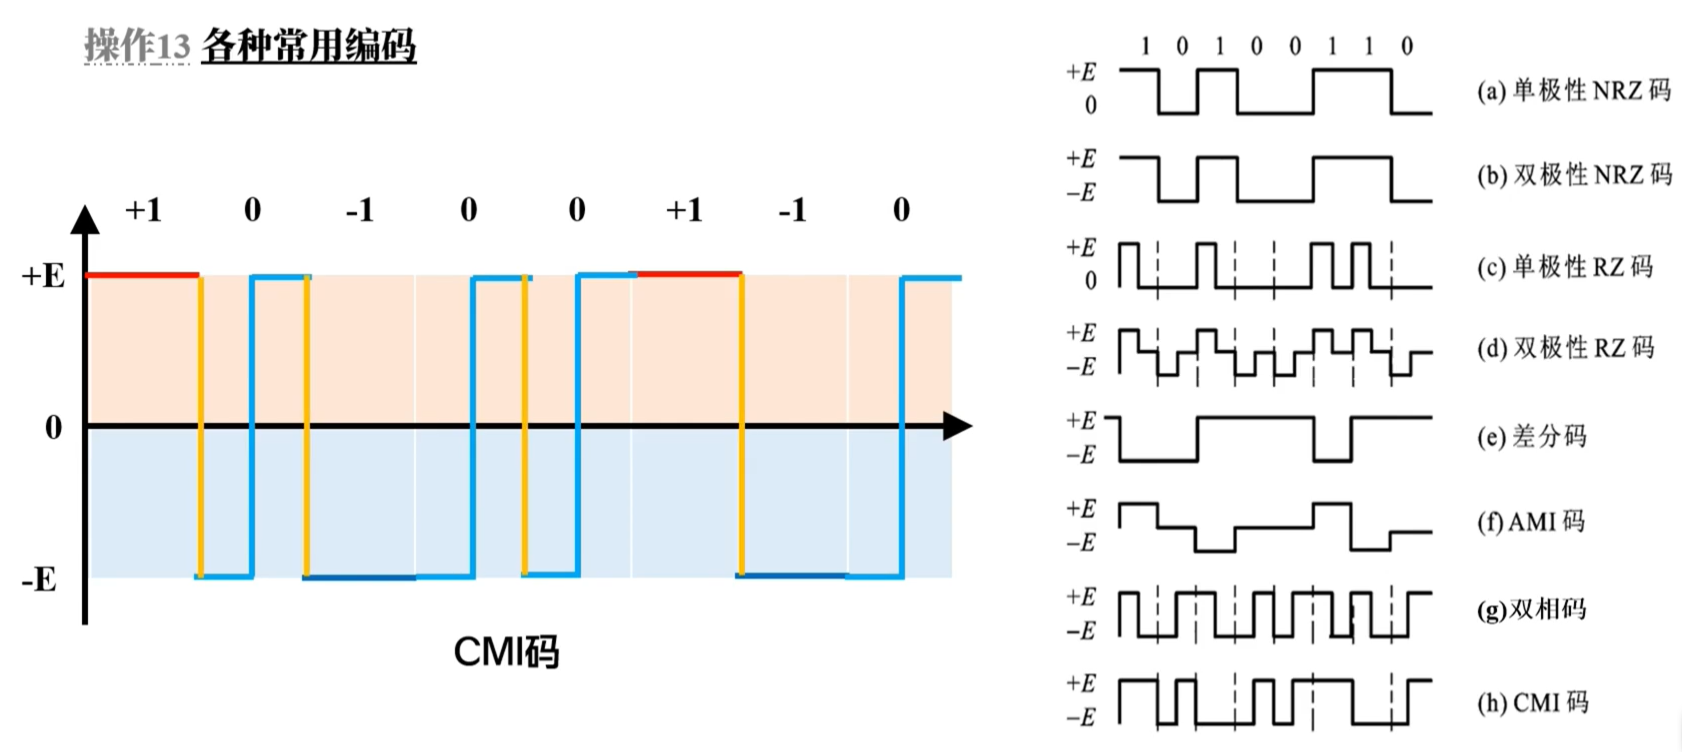 操作13 各种常用编码
+1 0 -1 0 0 +1 -1 0
+E
0
-E
CMI码
1 0 1 0 0 1 1 0
+E
0
(a) 单极性 NRZ 码
+E
−E
(b) 双极性 NRZ 码
+E
0
(c) 单极性 RZ 码
+E
−E
(d) 双极性 RZ 码
+E
−E
(e) 差分码
+E
−E
(f) AMI 码
+E
−E
(g)双相码
+E
−E
(h) CMI 码